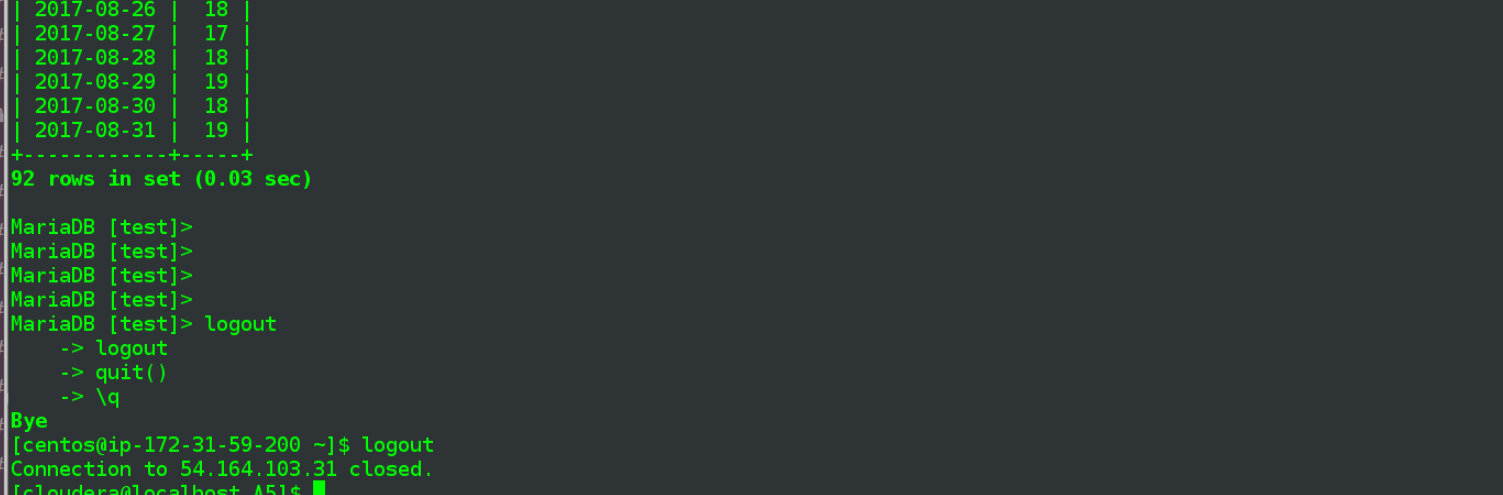 | 2017-08-26 |  18 |
| 2017-08-27 |  17 |
| 2017-08-28 |  18 |
| 2017-08-29 |  19 |
| 2017-08-30 |  18 |
| 2017-08-31 |  19 |
+------------+-----+
92 rows in set (0.03 sec)
MariaDB [test]>
MariaDB [test]>
MariaDB [test]>
MariaDB [test]>
MariaDB [test]> logout
    -> logout
    -> quit()
    -> \q
Bye
[centos@ip-172-31-59-200 ~]$ logout
Connection to 54.164.103.31 closed.
[cloudera@localhost A5]$